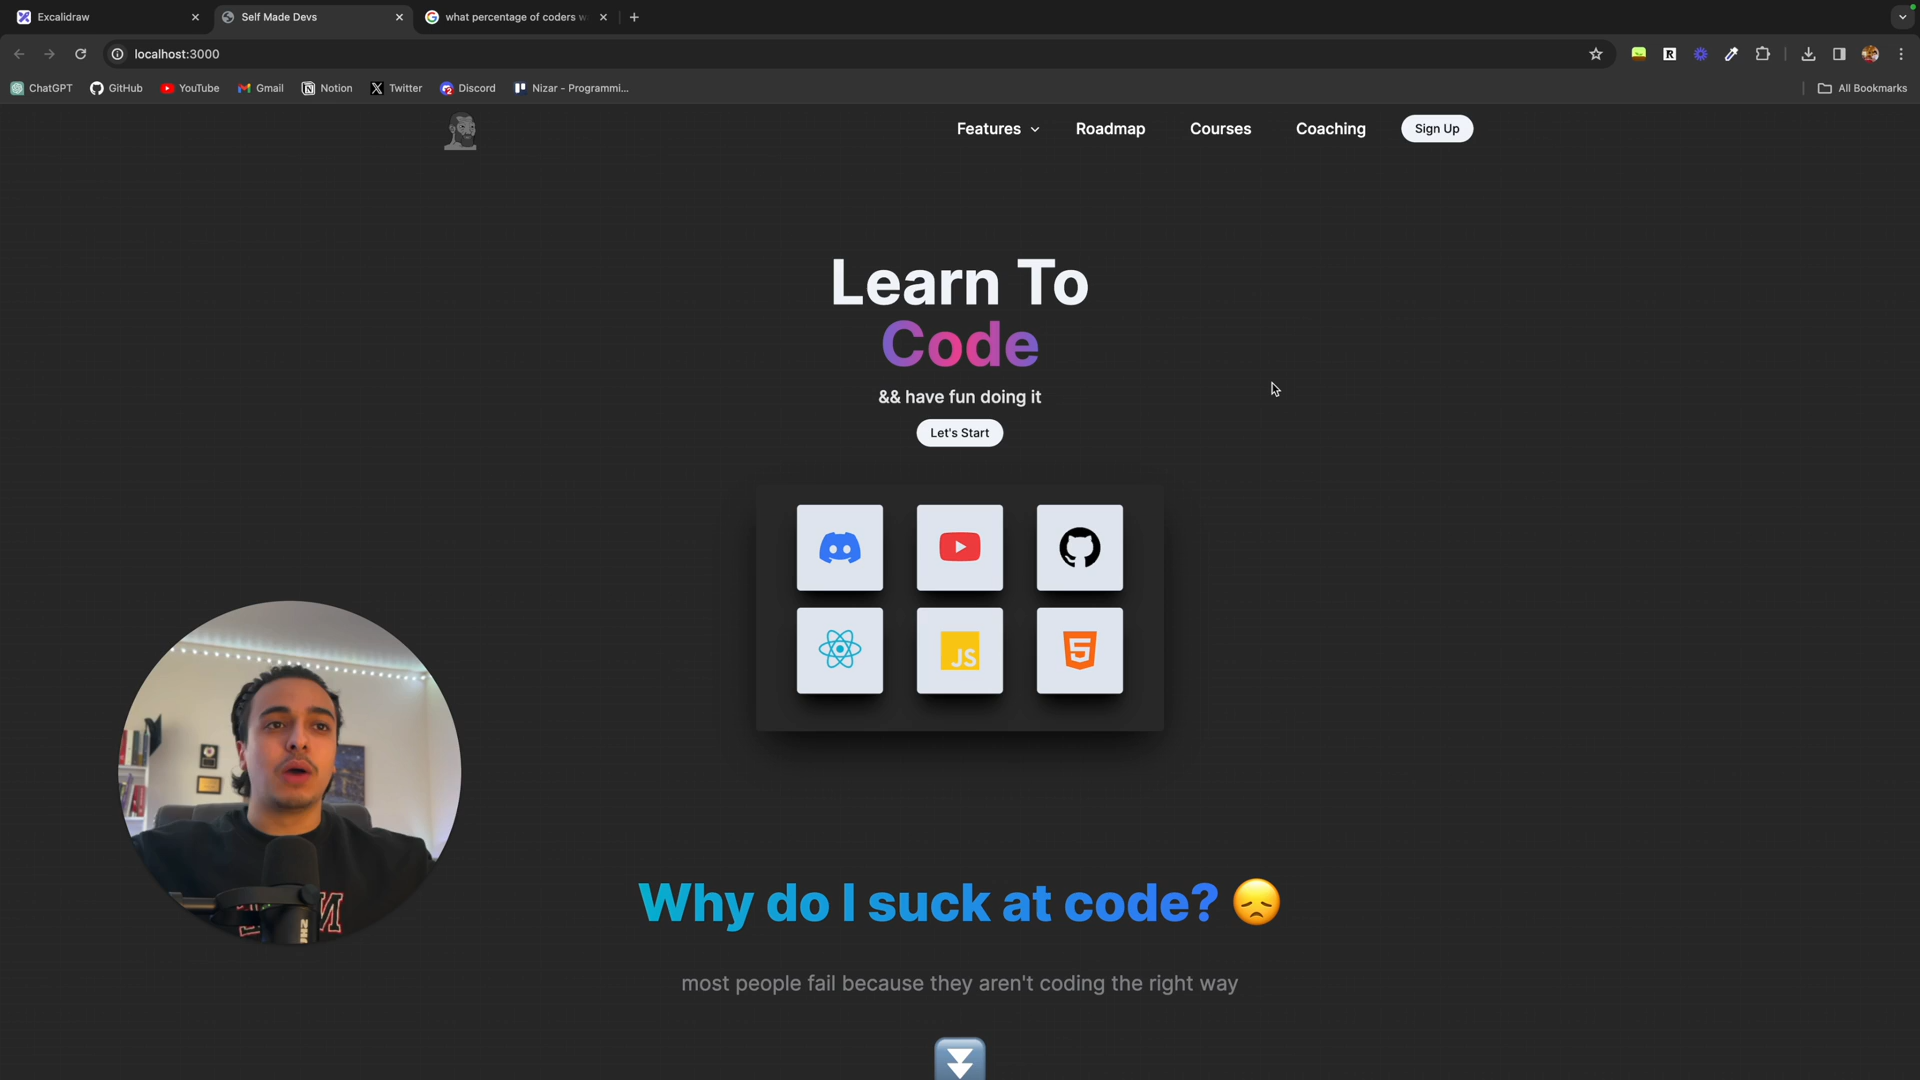 Excalidraw
Self Made Devs
what percentage of coders w
localhost:3000
ChatGPT
GitHub
YouTube
Gmail
Notion
Twitter
Discord
Nizar - Programmi...
All Bookmarks
Features
Roadmap
Courses
Coaching
Sign Up
Learn To
Code
&& have fun doing it
Let's Start
JS
5
Why do I suck at code? 😞
most people fail because they aren't coding the right way